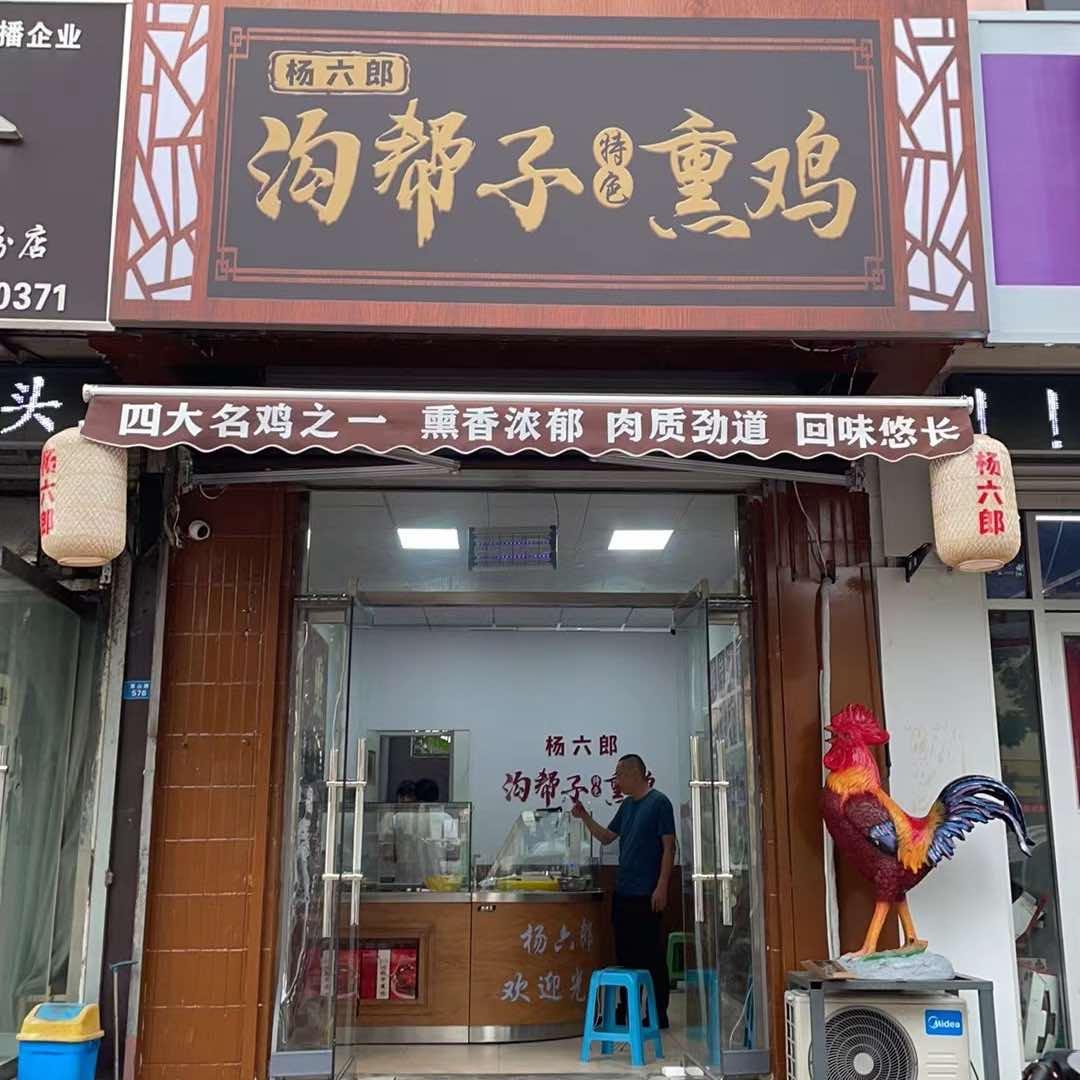 播企业
店
0371
杨六郎
沟帮子特色熏鸡
头
四大名鸡之一 熏香浓郁 肉质劲道 回味悠长
六郎
杨六郎
576
杨六郎
沟帮子熏
杨六郎
欢迎光
Midea